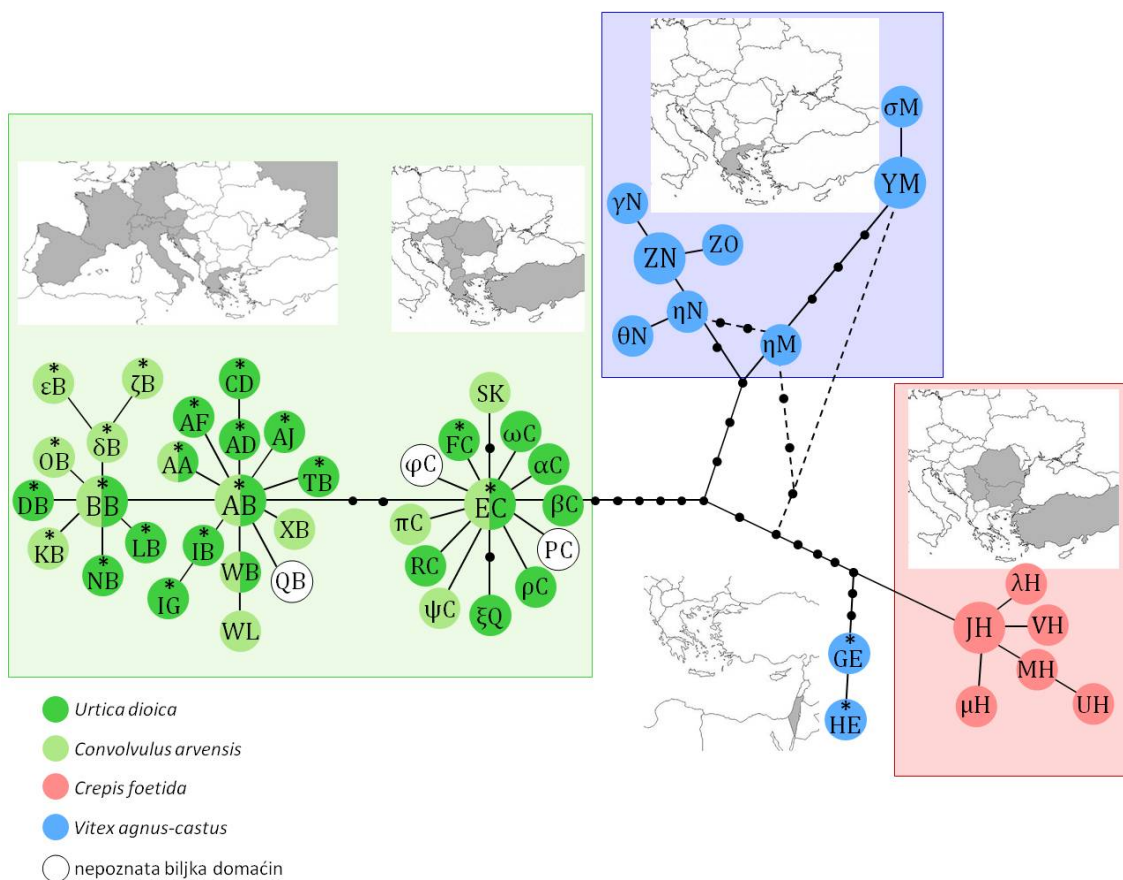 σM
YM
γN
ZO
ZN
ηN
θN
ηM
*
εB
*
ζB
*
CD
SK
*
AF
*
AD
*
AJ
*
FC
ωC
*
δB
*
OB
*
AA
*
TB
φC
αC
*
DB
*
BB
*
AB
*
EC
βC
*
KB
*
LB
*
IB
XB
πC
PC
*
NB
WB
QB
RC
ρC
*
IG
ψC
ξQ
WL
λH
JH
VH
MH
μH
UH
*
GE
*
HE
Urtica dioica
Convolvulus arvensis
Crepis foetida
Vitex agnus-castus
nepoznata biljka domaćin